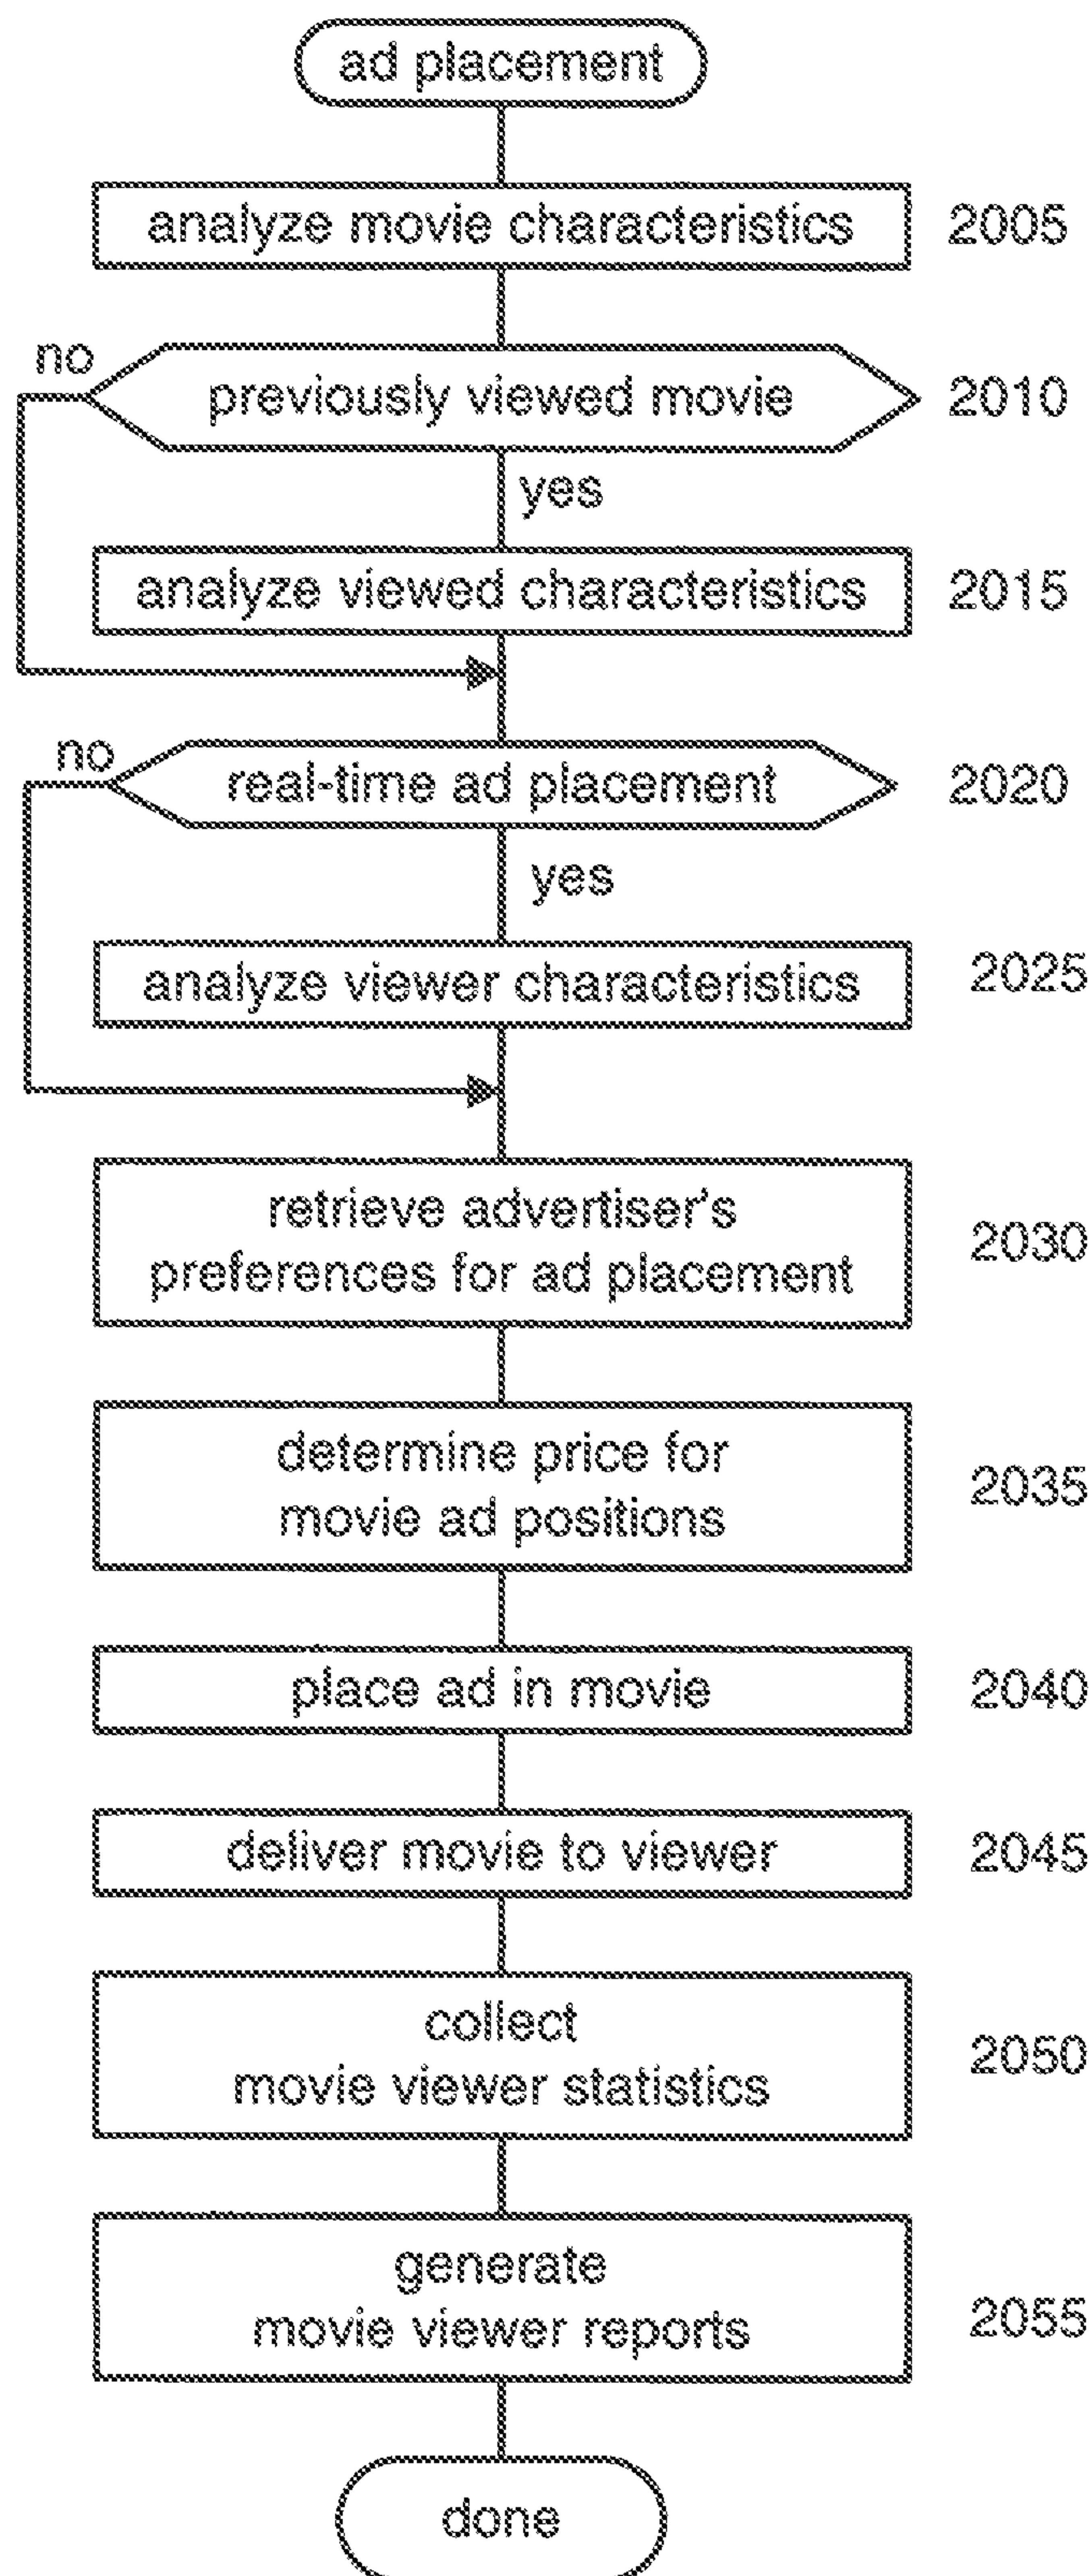 ad placement
analyze movie characteristics 2005
no
previously viewed movie 2010
yes
analyze viewed characteristics 2015
no
real-time ad placement 2020
yes
analyze viewer characteristics 2025
retrieve advertiser's
preferences for ad placement
2030
determine price for
movie ad positions
2035
place ad in movie 2040
deliver movie to viewer 2045
collect
movie viewer statistics
2050
generate
movie viewer reports
2055
done